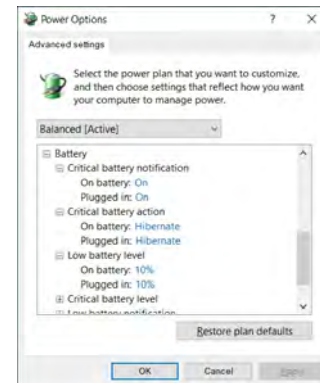 Power Options
?
X
Advanced settings
Select the power plan that you want to customize,
and then choose settings that reflect how you want
your computer to manage power.
Balanced [Active]
Battery
Critical battery notification
On battery: On
Plugged in: On
Critical battery action
On battery: Hibernate
Plugged in: Hibernate
Low battery level
On battery: 10%
Plugged in: 10%
Critical battery level
Low battery notification
Restore plan defaults
OK
Cancel
Apply